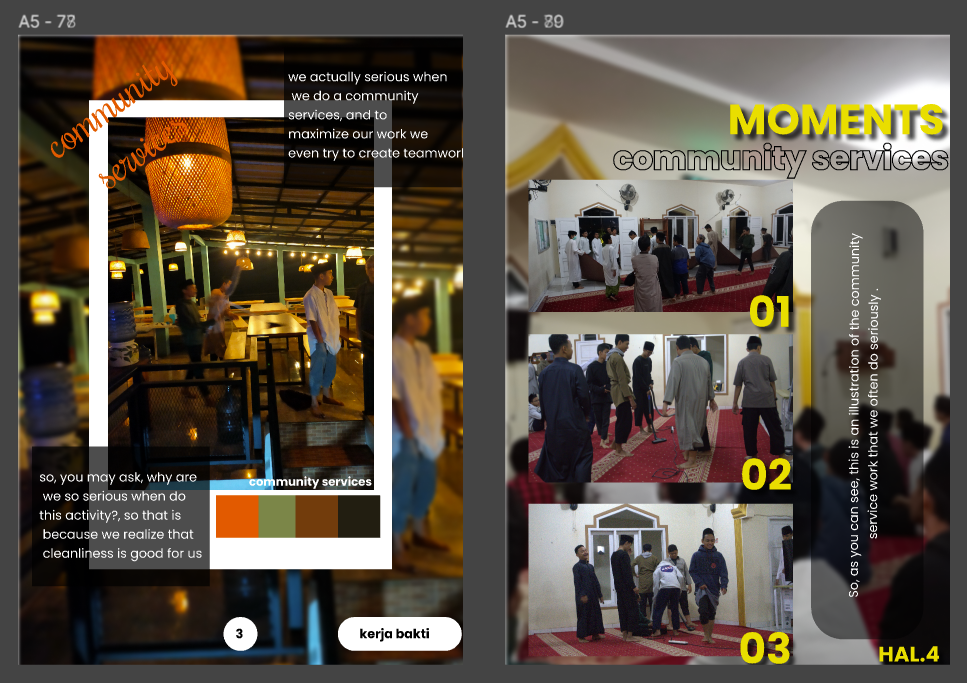 A5 - 78
community
services
we actually serious when
we do a community
services, and to
maximize our work we
even try to create teamwor
so, you may ask, why are
we so serious when do
this activity?, so that is
because we realize that
cleanliness is good for us
community services
3
kerja bakti
A5 -
MOMENTS
community services
01
02
03
So, as you can see, this is an illustration of the community
service work that we often do seriously .
HAL.4